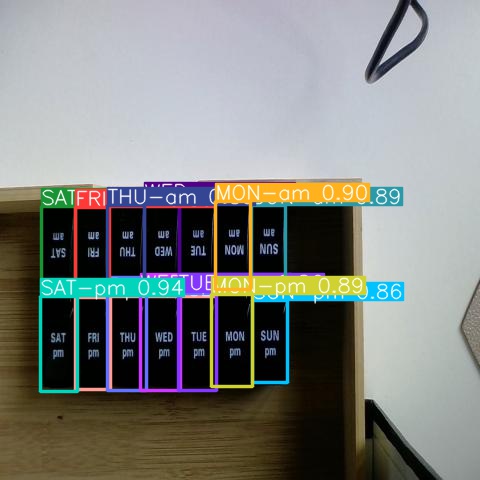 WED
SAT FRI THU-am MON-am 0.90 .89
SAT FRI THU WED TUE MON SUN
am am am am am am am
SAT-pm 0.94 WED TUE MON-pm 0.89 SUN-pm 0.86
SAT FRI THU WED TUE MON SUN
pm pm pm pm pm pm pm